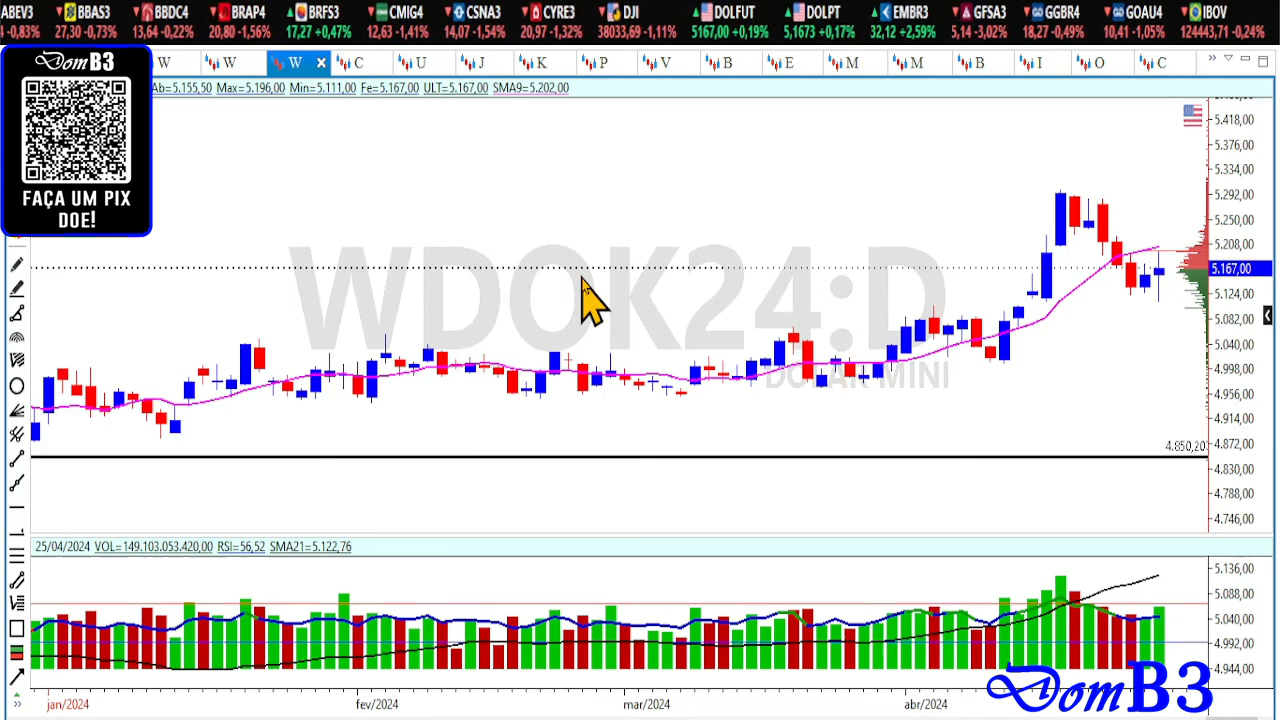 ABEV3 BBAS3 BBDC4 BRAP4 BRFS3 CMIG4 CSNA3 CYRE3 DJI DOLFUT DOLPT EMBR3 GFSA3 GGBR4 GOAU4 IBOV
-0,83% 27,30 -0,73% 13,64 -0,22% 20,80 -1,56% 17,27 +0,47% 12,63 -1,41% 14,07 -1,54% 20,97 -1,32% 38033,69 -1,11% 5167,00 +0,19% 5,1673 +0,17% 32,12 +2,59% 5,14 -3,02% 18,27 -0,49% 10,41 -1,05% 124443,71 -0,24%
DomB3
FAÇA UM PIX
DOE!
W W W C U J K P V B E M M B I O C
Ab=5.155,50 Max=5.196,00 Min=5.111,00 Fe=5.167,00 ULT=5.167,00 SMA9=5.202,00
WDOK24:D
DOLAR MINI
5.418,00
5.376,00
5.334,00
5.292,00
5.250,00
5.208,00
5.167,00
5.124,00
5.082,00
5.040,00
4.998,00
4.956,00
4.914,00
4.872,00
4.850,20
4.830,00
4.788,00
4.746,00
25/04/2024 VOL=149.103.053.420,00 RSI=56,52 SMA21=5.122,76
5.136,00
5.088,00
5.040,00
4.992,00
4.944,00
jan/2024 fev/2024 mar/2024 abr/2024
DomB3